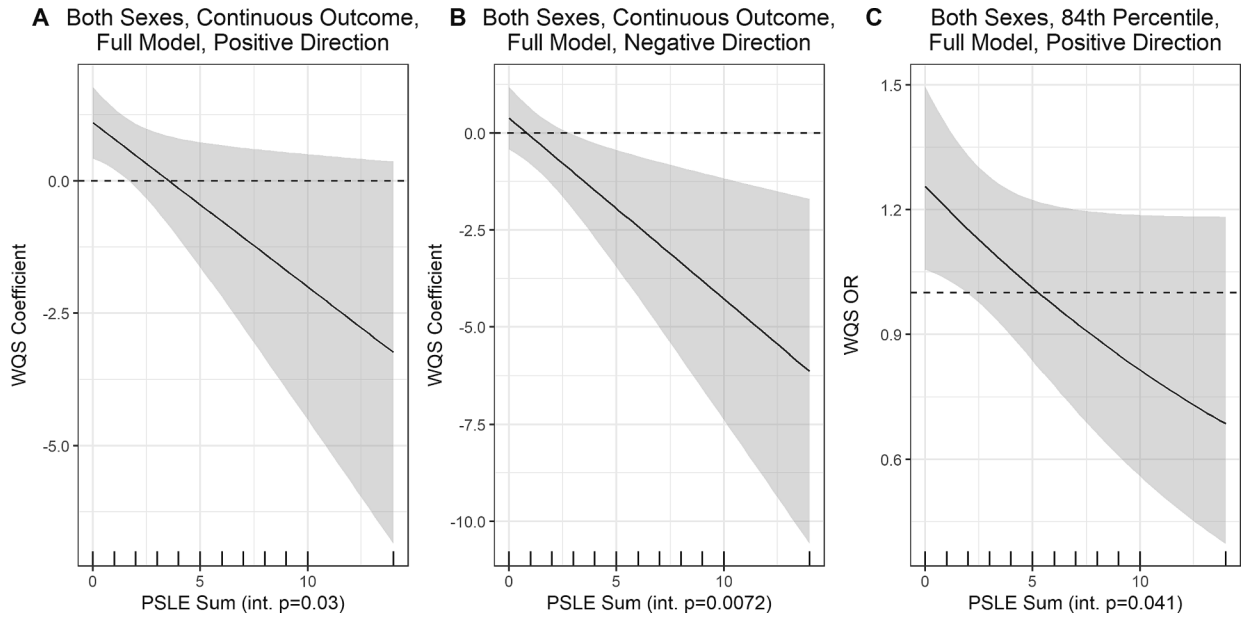 A Both Sexes, Continuous Outcome,
Full Model, Positive Direction
WQS Coefficient
0.0
-2.5
-5.0
0 5 10
PSLE Sum (int. p=0.03)
B Both Sexes, Continuous Outcome,
Full Model, Negative Direction
WQS Coefficient
0.0
-2.5
-5.0
-7.5
-10.0
0 5 10
PSLE Sum (int. p=0.0072)
C Both Sexes, 84th Percentile,
Full Model, Positive Direction
WQS OR
1.5
1.2
0.9
0.6
0 5 10
PSLE Sum (int. p=0.041)